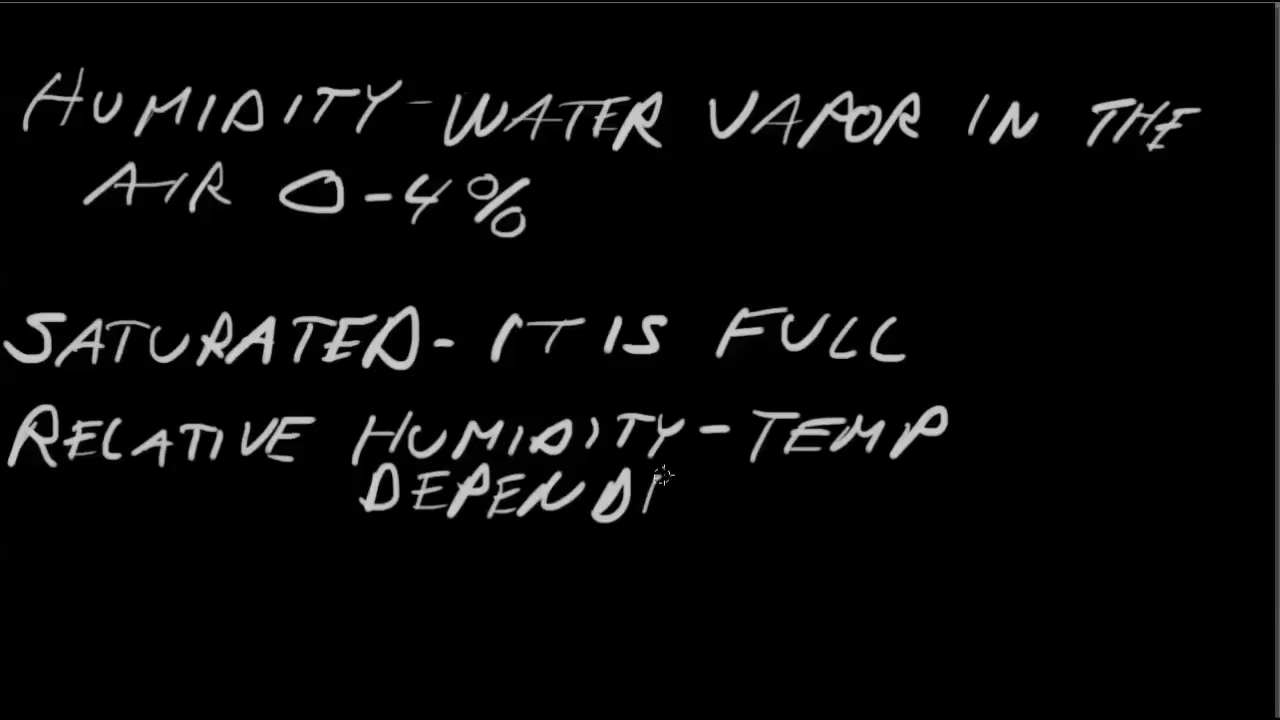 HUMIDITY - WATER VAPOR IN THE
AIR 0-4%
SATURATED - IT IS FULL
RELATIVE HUMIDITY - TEMP
DEPEND